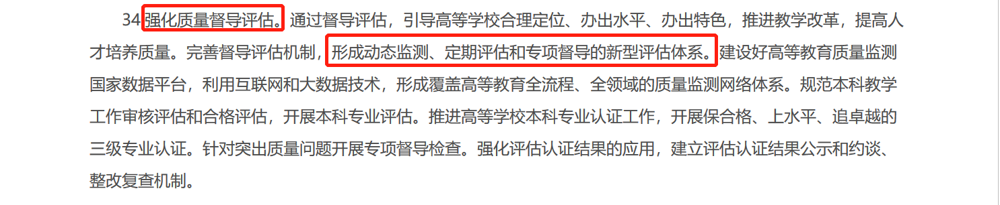 34 强化质量督导评估。通过督导评估，引导高等学校合理定位、办出水平、办出特色，推进教学改革，提高人
才培养质量。完善督导评估机制，形成动态监测、定期评估和专项督导的新型评估体系。建设好高等教育质量监测
国家数据平台，利用互联网和大数据技术，形成覆盖高等教育全流程、全领域的质量监测网络体系。规范本科教学
工作审核评估和合格评估，开展本科专业评估。推进高等学校本科专业认证工作，开展保合格、上水平、追卓越的
三级专业认证。针对突出质量问题开展专项督导检查。强化评估认证结果的应用，建立评估认证结果公示和约谈、
整改复查机制。